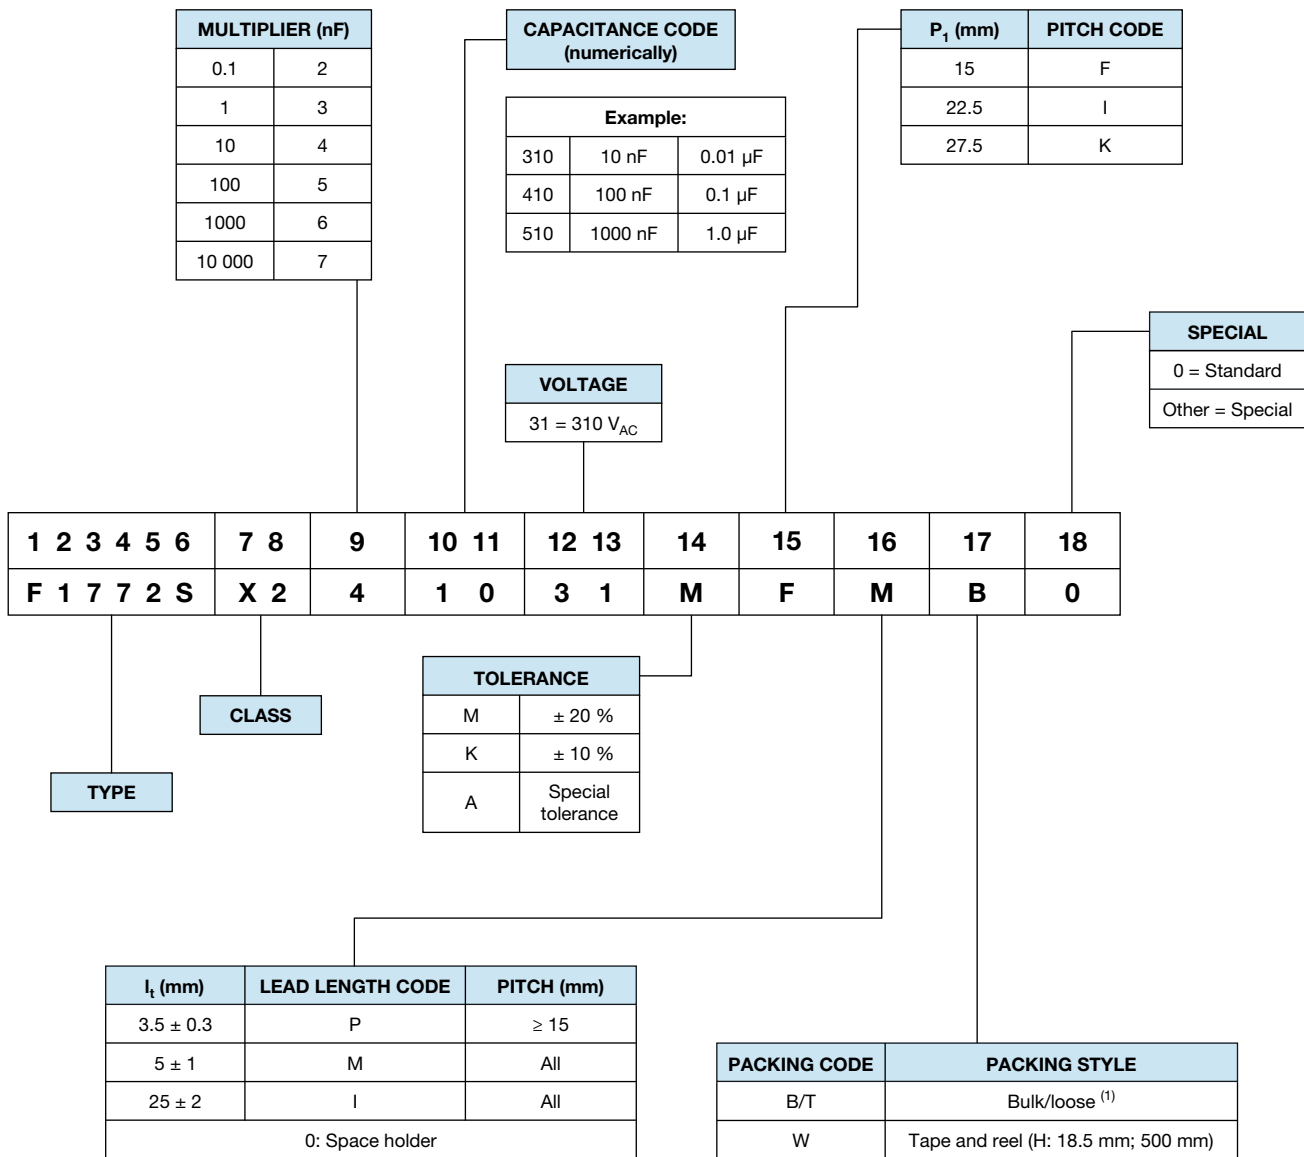 MULTIPLIER (nF)
0.1 2
1 3
10 4
100 5
1000 6
10 000 7
CAPACITANCE CODE
(numerically)
Example:
310 10 nF 0.01 µF
410 100 nF 0.1 µF
510 1000 nF 1.0 µF
P1 (mm) PITCH CODE
15 F
22.5 I
27.5 K
SPECIAL
0 = Standard
Other = Special
VOLTAGE
31 = 310 VAC
1 2 3 4 5 6 7 8 9 10 11 12 13 14 15 16 17 18
F 1 7 7 2 S X 2 4 1 0 3 1 M F M B 0
TYPE
CLASS
TOLERANCE
M ± 20 %
K ± 10 %
A Special
tolerance
lt (mm) LEAD LENGTH CODE PITCH (mm)
3.5 ± 0.3 P ≥ 15
5 ± 1 M All
25 ± 2 I All
0: Space holder
PACKING CODE PACKING STYLE
B/T Bulk/loose (1)
W Tape and reel (H: 18.5 mm; 500 mm)